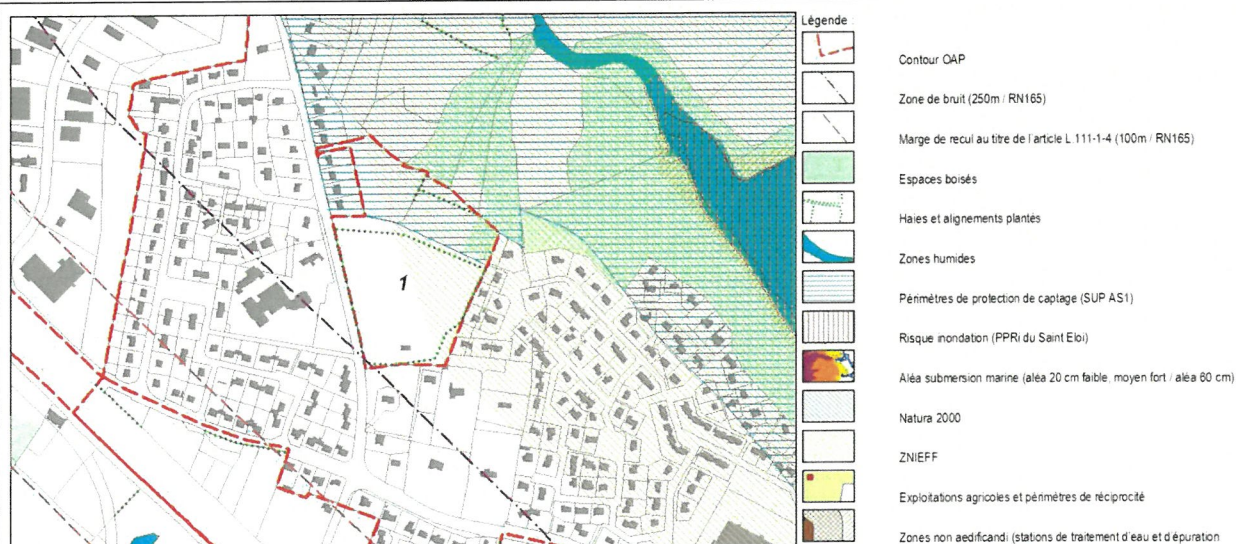 Légende
Contour OAP
Zone de bruit (250m / RN165)
Marge de recul au titre de l'article L.111-1-4 (100m / RN165)
Espaces boisés
Haies et alignements plantés
Zones humides
Périmètres de protection de captage (SUP AS1)
1
Risque inondation (PPRi du Saint Eloi)
Aléa submersion marine (aléa 20 cm faible, moyen fort / aléa 60 cm)
Natura 2000
ZNIEFF
Exploitations agricoles et périmètres de réciprocité
Zones non aedificandi (stations de traitement d'eau et d'épuration